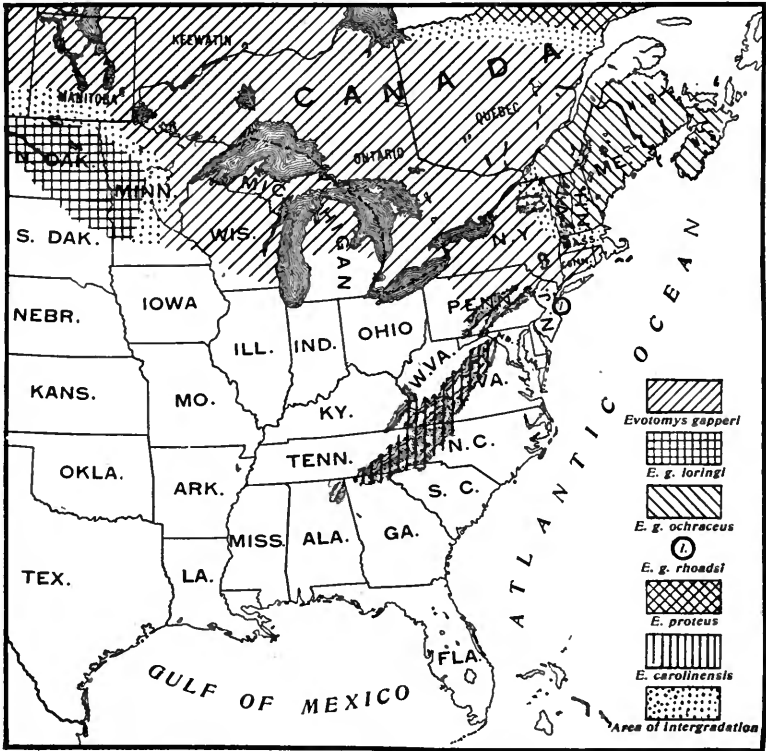 KEEWATIN
CANADA
MANITOBA
QUEBEC
ONTARIO
N. DAK.
MINN.
MICHIGAN
MIC
WIS.
N.Y.
ME.
N.B.
MASS.
CONN.
S. DAK.
IOWA
PENN.
N.J.
NEBR.
ILL.
IND.
OHIO
W.VA.
VA.
KANS.
MO.
KY.
OKLA.
TENN.
N.C.
ARK.
S. C.
MISS.
ALA.
GA.
TEX.
LA.
FLA.
GULF OF MEXICO
ATLANTIC OCEAN
Evotomys gapperi
E. g. loringi
E. g. ochraceus
1.
E. g. rhoadsi
E. proteus
E. carolinensis
Area of intergradation